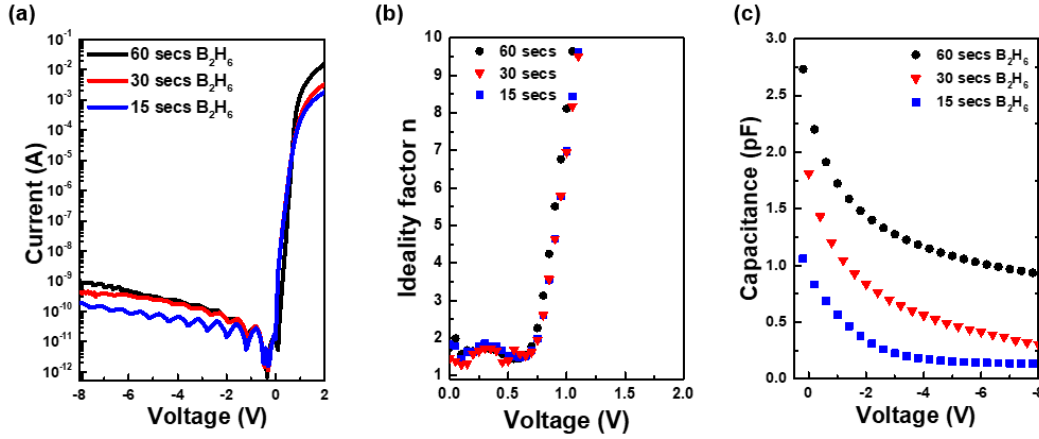 (a)
10⁻¹
10⁻²
10⁻³
10⁻⁴
10⁻⁵
10⁻⁶
10⁻⁷
10⁻⁸
10⁻⁹
10⁻¹⁰
10⁻¹¹
10⁻¹²
Current (A)
60 secs B₂H₆
30 secs B₂H₆
15 secs B₂H₆
-8 -6 -4 -2 0 2
Voltage (V)
(b)
10
9
8
7
6
5
4
3
2
1
Ideality factor n
60 secs
30 secs
15 secs
0.0 0.5 1.0 1.5 2.0
Voltage (V)
(c)
3.0
2.5
2.0
1.5
1.0
0.5
0.0
Capacitance (pF)
60 secs B₂H₆
30 secs B₂H₆
15 secs B₂H₆
0 -2 -4 -6 -8
Voltage (V)